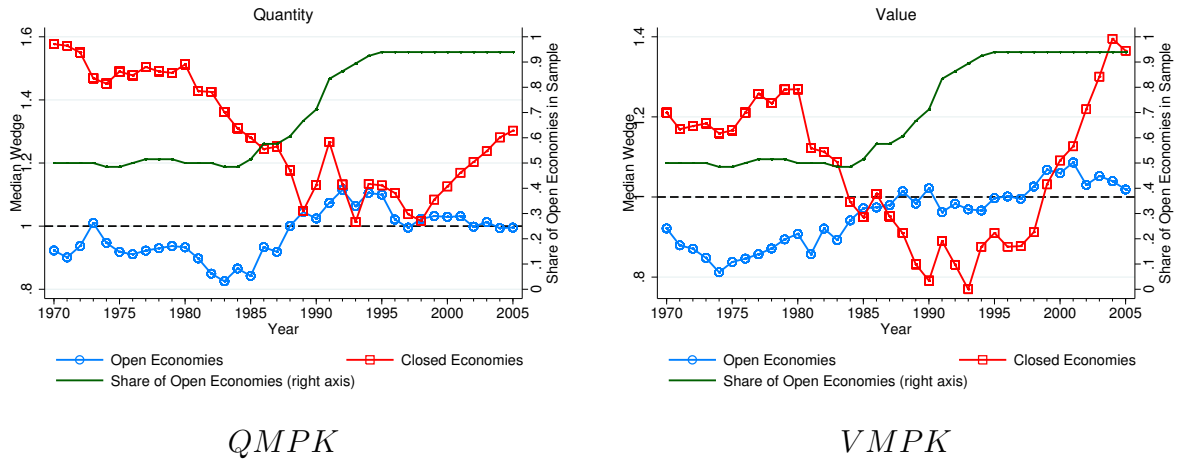 Quantity
Median Wedge
.8 1 1.2 1.4 1.6
0 .1 .2 .3 .4 .5 .6 .7 .8 .9 1
Share of Open Economies in Sample
1970 1975 1980 1985 1990 1995 2000 2005
Year
Open Economies
Closed Economies
Share of Open Economies (right axis)
QMPK
Value
Median Wedge
.8 1 1.2 1.4
0 .1 .2 .3 .4 .5 .6 .7 .8 .9 1
Share of Open Economies in Sample
1970 1975 1980 1985 1990 1995 2000 2005
Year
Open Economies
Closed Economies
Share of Open Economies (right axis)
VMPK